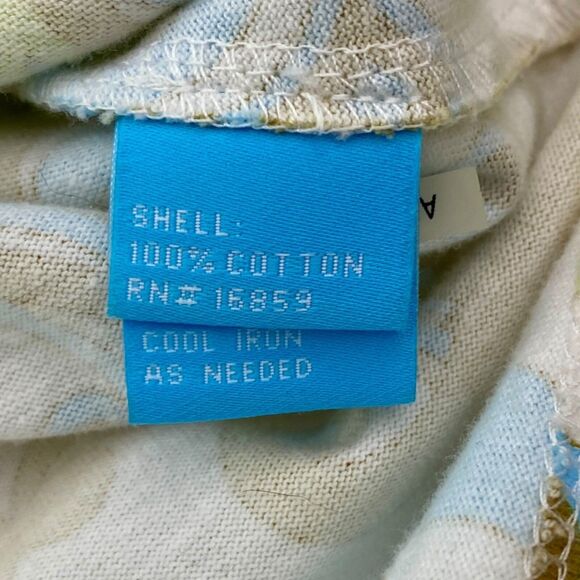 SHELL:
100% COTTON
RN# 16859
COOL IRON
AS NEEDED
A